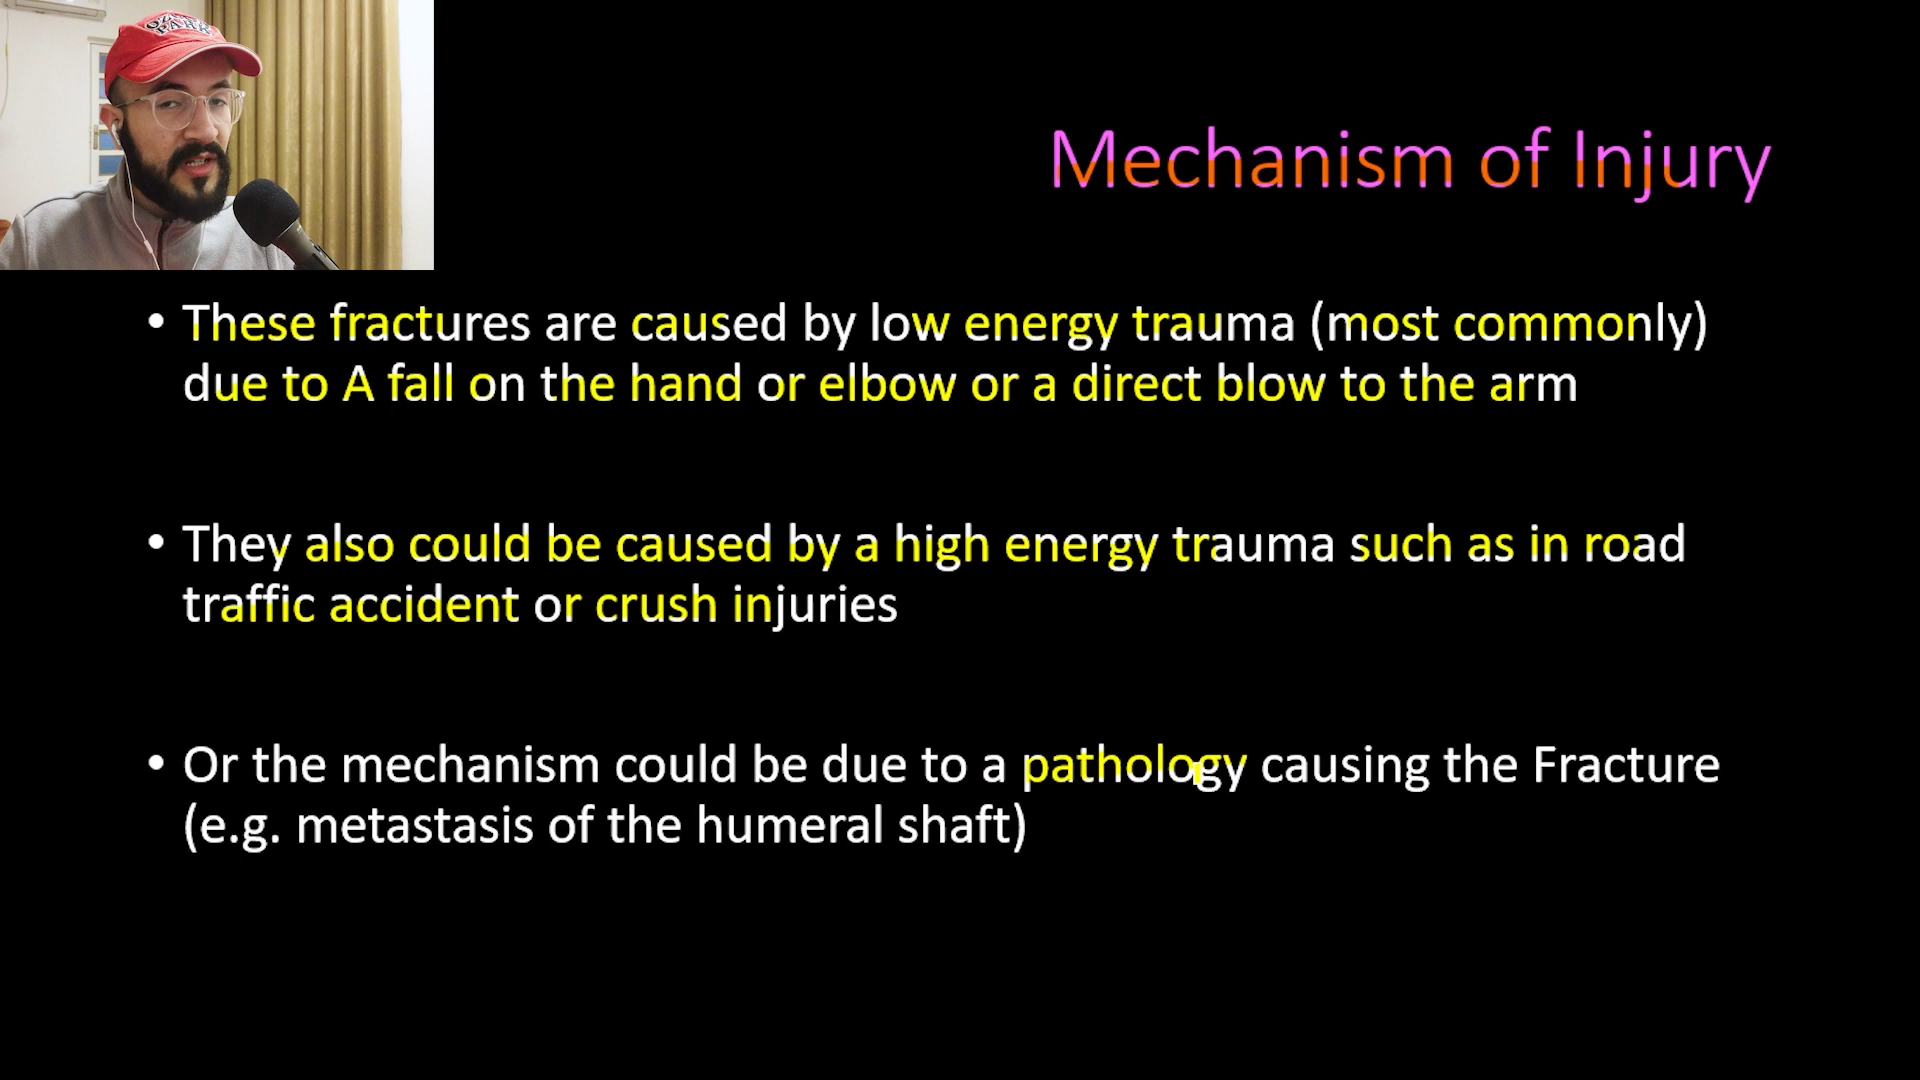 Mechanism of Injury
• These fractures are caused by low energy trauma (most commonly)
due to A fall on the hand or elbow or a direct blow to the arm
• They also could be caused by a high energy trauma such as in road
traffic accident or crush injuries
• Or the mechanism could be due to a pathology causing the Fracture
(e.g. metastasis of the humeral shaft)